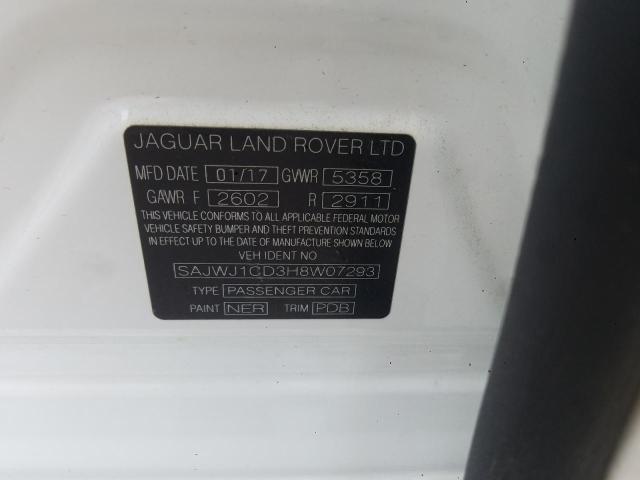 JAGUAR LAND ROVER LTD
MFD DATE 01/17 GVWR 5358
GAWR F 2602 R 2911
THIS VEHICLE CONFORMS TO ALL APPLICABLE FEDERAL MOTOR
VEHICLE SAFETY BUMPER AND THEFT PREVENTION STANDARDS
IN EFFECT UP TO THE DATE OF MANUFACTURE SHOWN BELOW.
VEH IDENT NO
SAJWJ1CD3H8W07293
TYPE PASSENGER CAR
PAINT NER TRIM PDB